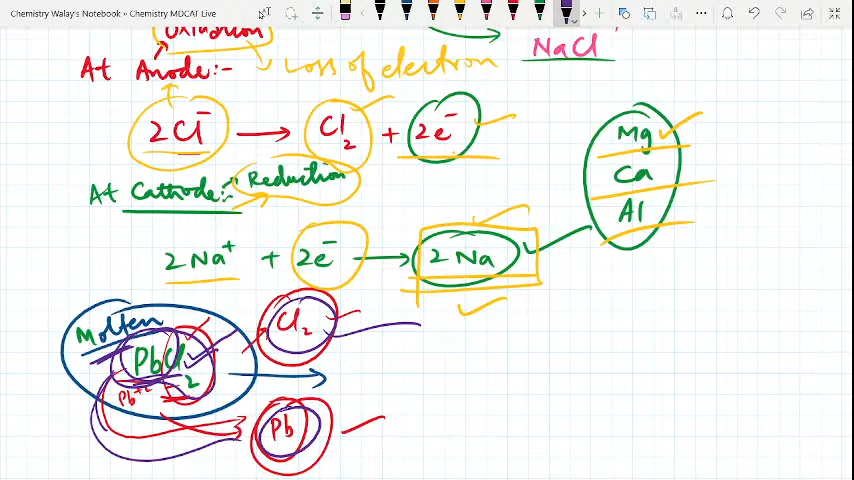 Chemistry Walay's Notebook » Chemistry MDCAT Live
Oxidation
NaCl
At Anode:-
Loss of electron
2Cl⁻ → Cl₂ + 2e⁻
Mg
Ca
Al
At Cathode:- Reduction
2Na⁺ + 2e⁻ → 2Na
Molten
Cl₂
PbCl₂
Pb⁺²
Pb